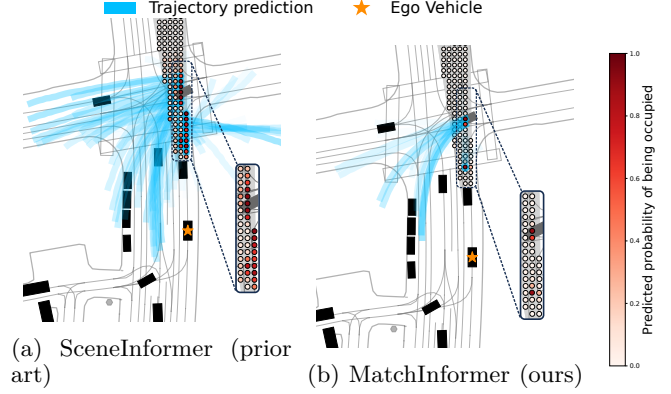 Trajectory prediction
Ego Vehicle
(a) SceneInformer (prior
art)
(b) MatchInformer (ours)
1.0
0.8
0.6
0.4
0.2
0.0
Predicted probability of being occupied